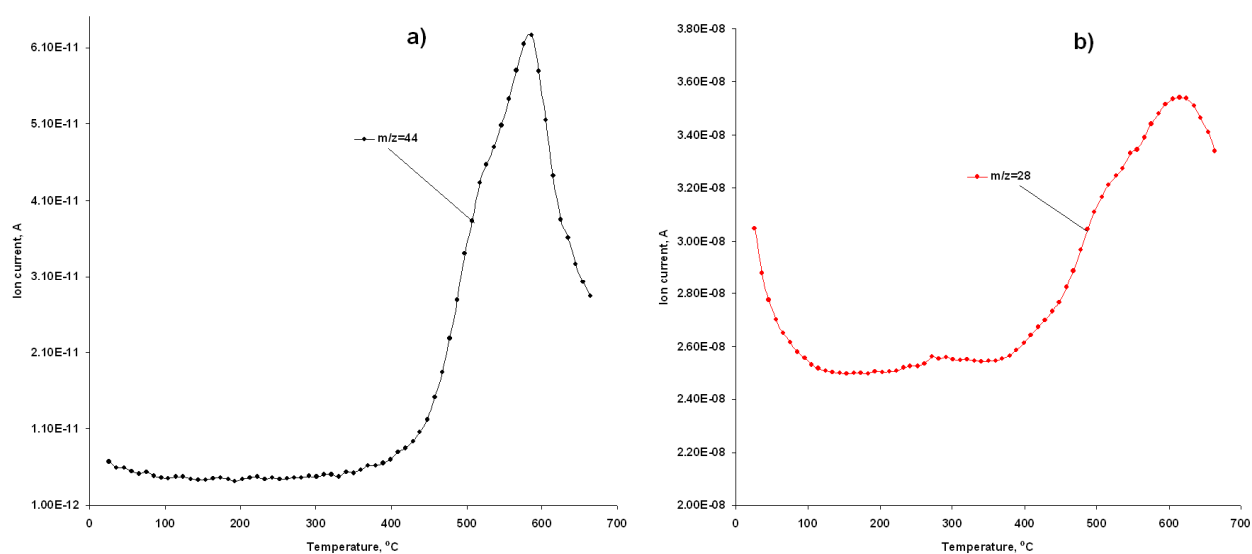 a)
6.10E-11
5.10E-11
4.10E-11
3.10E-11
2.10E-11
1.10E-11
1.00E-12
Ion current, A
m/z=44
0 100 200 300 400 500 600 700
Temperature, °C
b)
3.80E-08
3.60E-08
3.40E-08
3.20E-08
3.00E-08
2.80E-08
2.60E-08
2.40E-08
2.20E-08
2.00E-08
Ion current, A
m/z=28
0 100 200 300 400 500 600 700
Temperature, °C